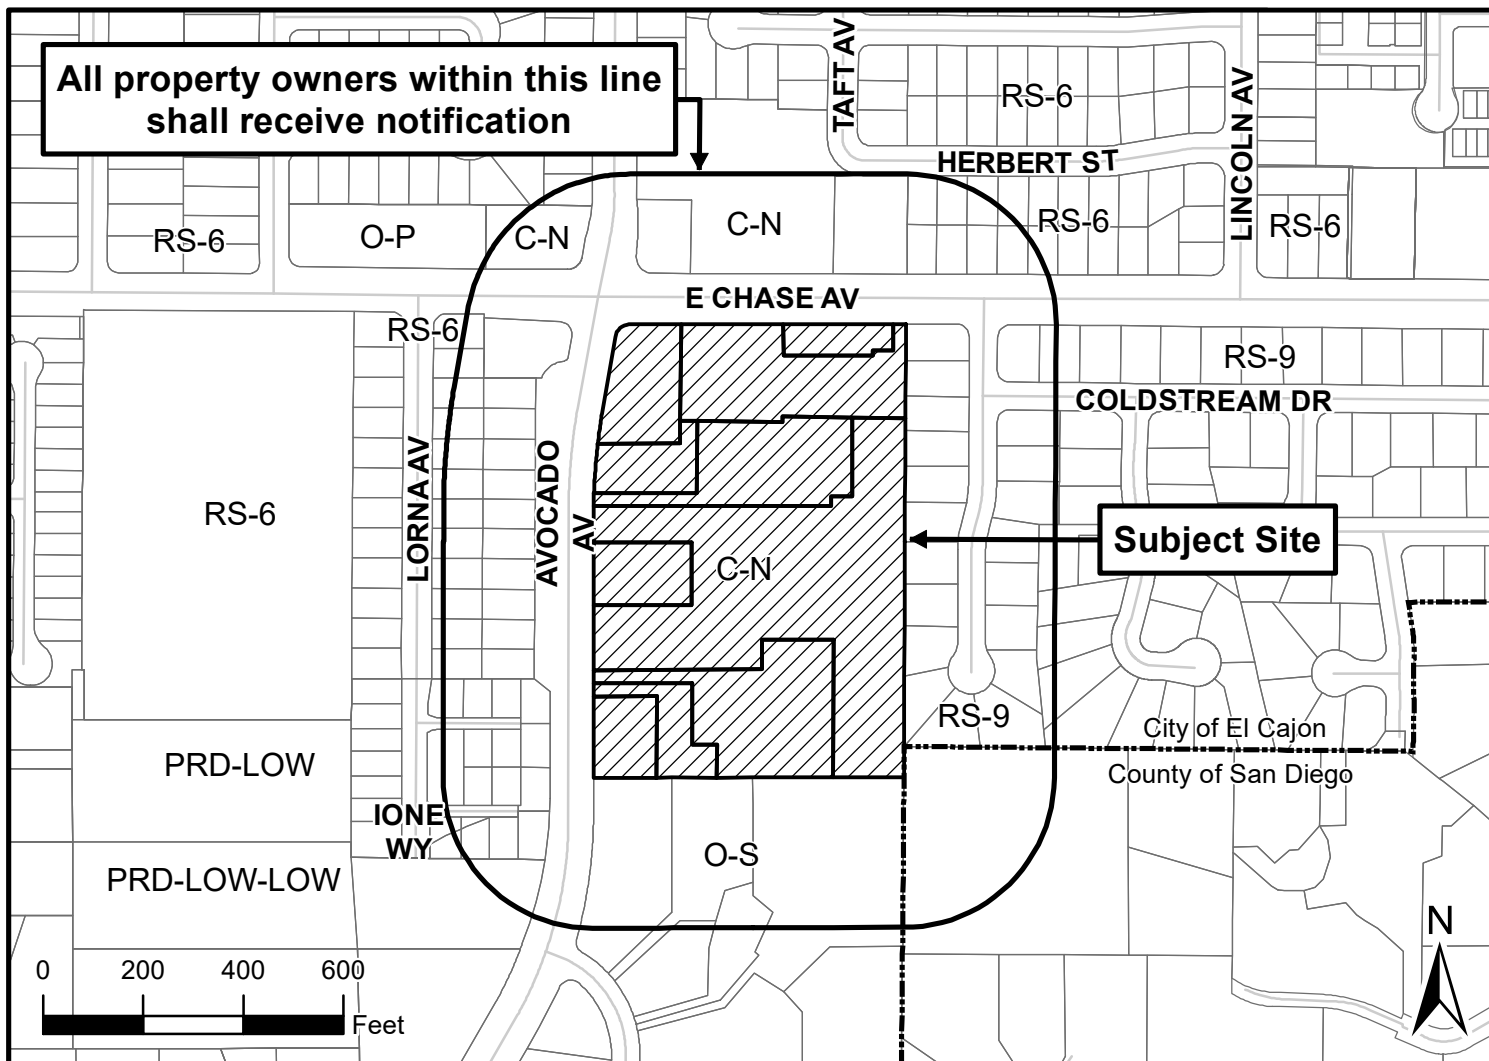 All property owners within this line
shall receive notification
TAFT AV
RS-6
LINCOLN AV
HERBERT ST
RS-6
O-P
C-N
C-N
RS-6
RS-6
E CHASE AV
RS-6
RS-9
COLDSTREAM DR
LORNA AV
AVOCADO
AV
RS-6
C-N
Subject Site
RS-9
City of El Cajon
County of San Diego
PRD-LOW
IONE
WY
O-S
PRD-LOW-LOW
N
0 200 400 600
Feet